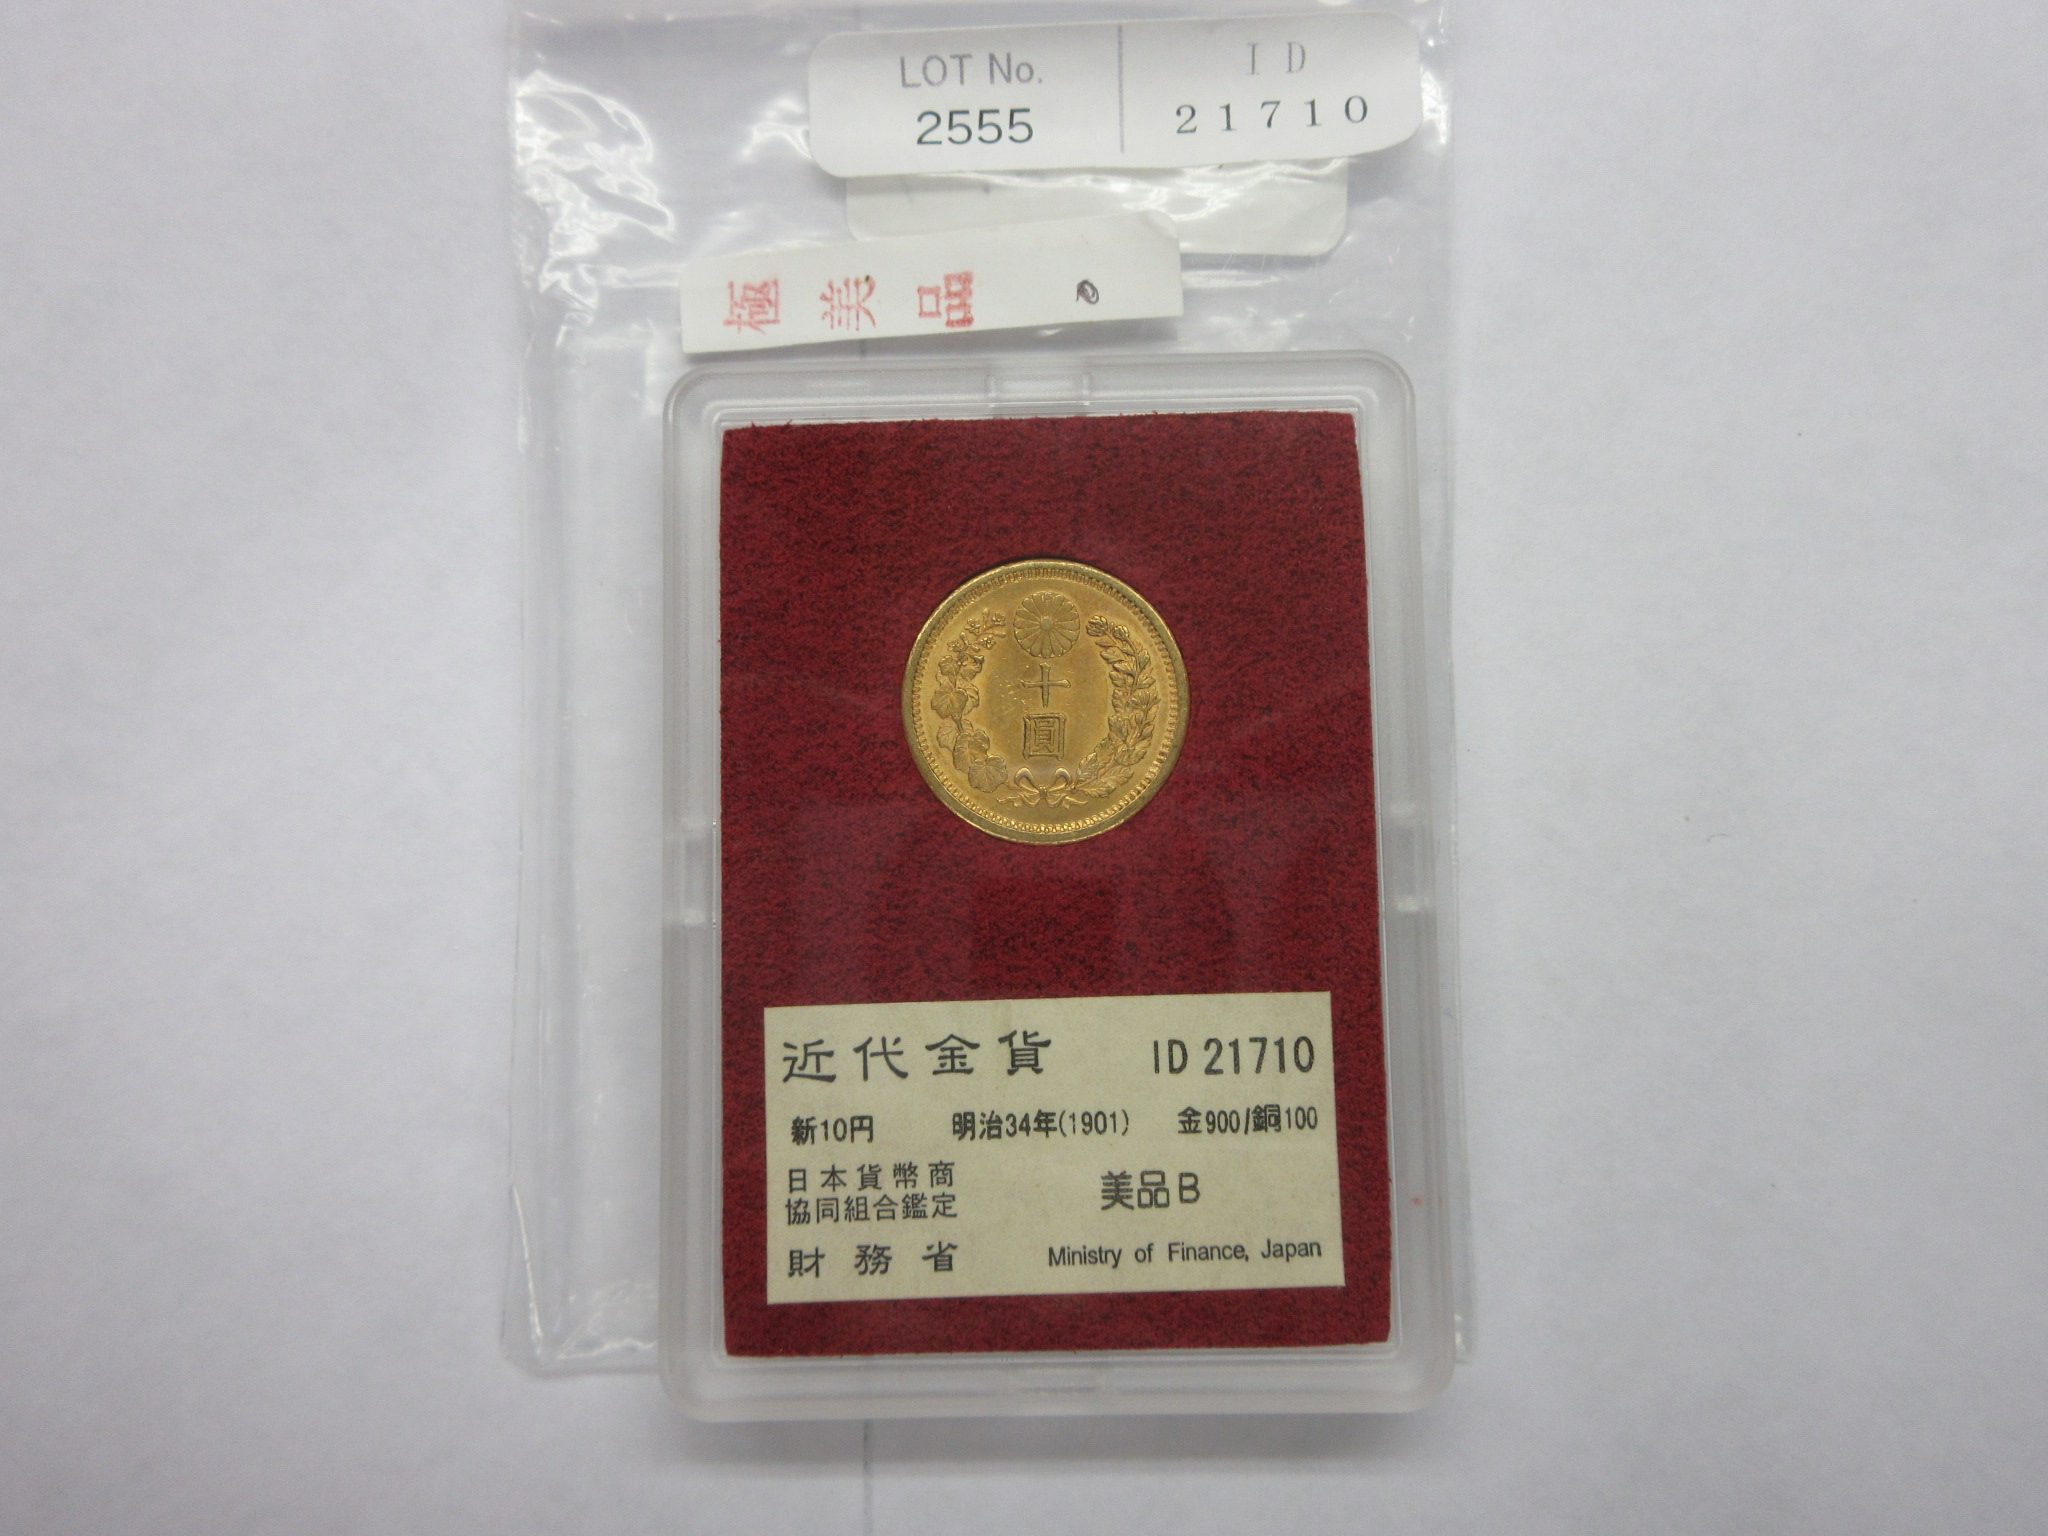 LOT No. ID
2555 21710
極美品
十
圓
近代金貨 ID 21710
新10円 明治34年(1901) 金900/銅100
日本貨幣商
協同組合鑑定 美品B
財務省 Ministry of Finance, Japan